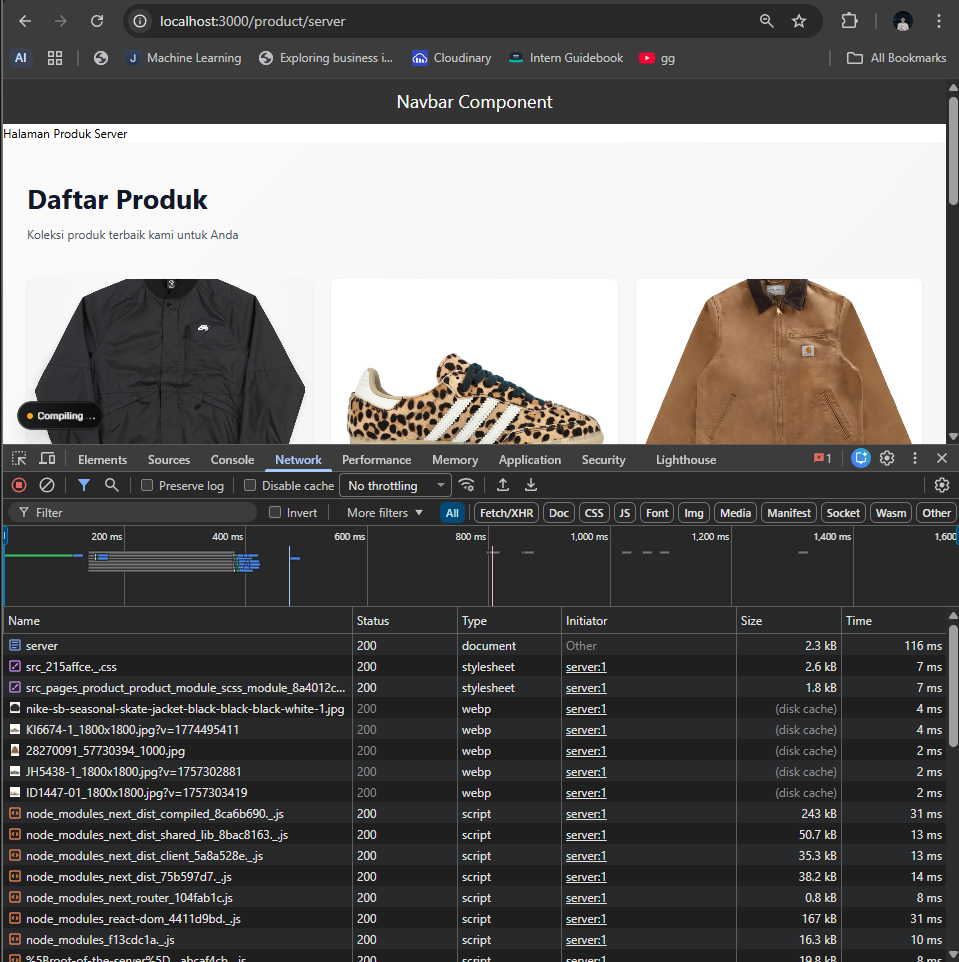 localhost:3000/product/server
AI
J Machine Learning
Exploring business i...
Cloudinary
Intern Guidebook
gg
All Bookmarks
Navbar Component
Halaman Produk Server
Daftar Produk
Koleksi produk terbaik kami untuk Anda
Compiling ...
Elements Sources Console Network Performance Memory Application Security Lighthouse 1
Preserve log Disable cache No throttling
Filter Invert More filters All Fetch/XHR Doc CSS JS Font Img Media Manifest Socket Wasm Other
200 ms 400 ms 600 ms 800 ms 1,000 ms 1,200 ms 1,400 ms 1,600
Name Status Type Initiator Size Time
server 200 document Other 2.3 kB 116 ms
src_215affce._.css 200 stylesheet server:1 2.6 kB 7 ms
src_pages_product_product_module_scss_module_8a4012c... 200 stylesheet server:1 1.8 kB 7 ms
nike-sb-seasonal-skate-jacket-black-black-black-white-1.jpg 200 webp server:1 (disk cache) 4 ms
KI6674-1_1800x1800.jpg?v=1774495411 200 webp server:1 (disk cache) 4 ms
28270091_57730394_1000.jpg 200 webp server:1 (disk cache) 2 ms
JH5438-1_1800x1800.jpg?v=1757302881 200 webp server:1 (disk cache) 2 ms
ID1447-01_1800x1800.jpg?v=1757303419 200 webp server:1 (disk cache) 2 ms
node_modules_next_dist_compiled_8ca6b690._.js 200 script server:1 243 kB 31 ms
node_modules_next_dist_shared_lib_8bac8163._.js 200 script server:1 50.7 kB 13 ms
node_modules_next_dist_client_5a8a528e._.js 200 script server:1 35.3 kB 13 ms
node_modules_next_dist_75b597d7._.js 200 script server:1 38.2 kB 14 ms
node_modules_next_router_104fab1c.js 200 script server:1 0.8 kB 8 ms
node_modules_react-dom_4411d9bd._.js 200 script server:1 167 kB 31 ms
node_modules_f13cdc1a._.js 200 script server:1 16.3 kB 10 ms
%5Broot-of-the-server%5D__abcaf4cb._.js 200 script server:1 19.8 kB 8 ms